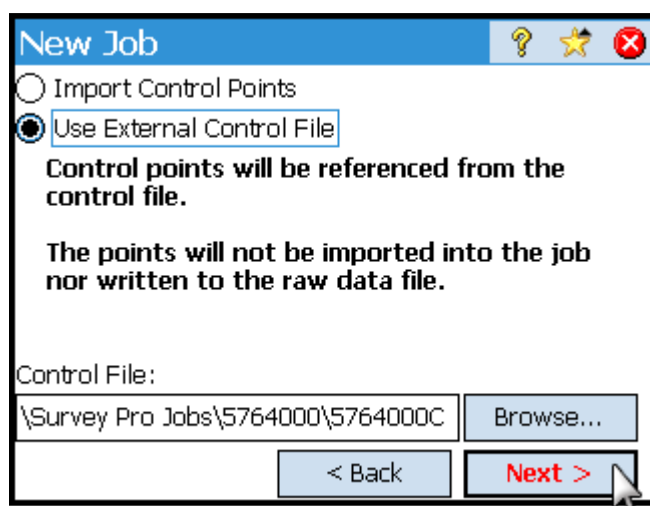 New Job
Import Control Points
Use External Control File
Control points will be referenced from the
control file.
The points will not be imported into the job
nor written to the raw data file.
Control File:
\Survey Pro Jobs\5764000\5764000C
Browse...
< Back
Next >